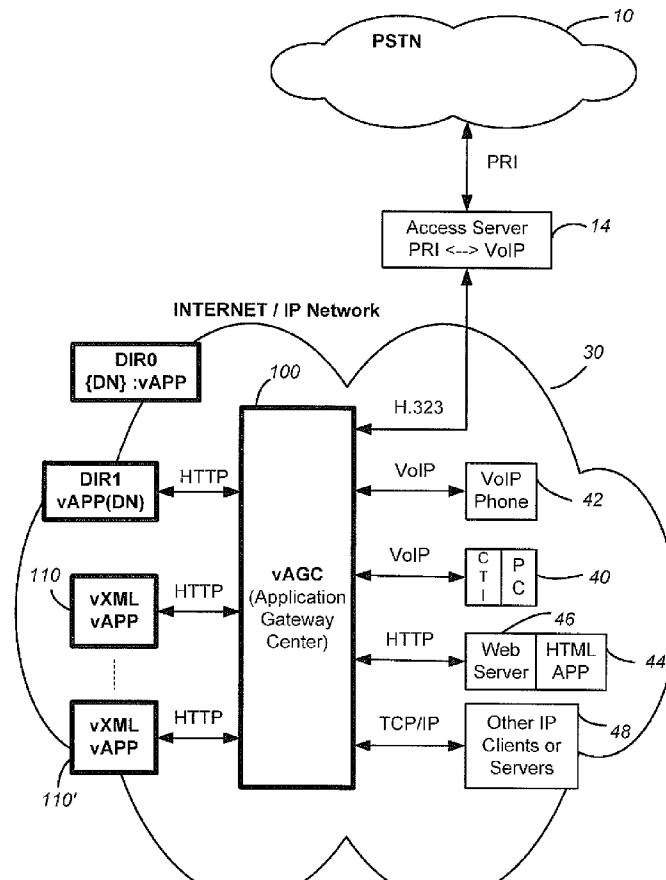 10
PSTN
PRI
Access Server
PRI <--> VoIP
14
INTERNET / IP Network
DIR0
{DN} :vAPP
100
30
H.323
DIR1
vAPP(DN)
HTTP
VoIP
VoIP
Phone
42
110
vXML
vAPP
HTTP
vAGC
(Application
Gateway
Center)
VoIP
CTI
PC
40
HTTP
46
Web
Server
HTML
APP
44
vXML
vAPP
HTTP
110'
TCP/IP
Other IP
Clients or
Servers
48